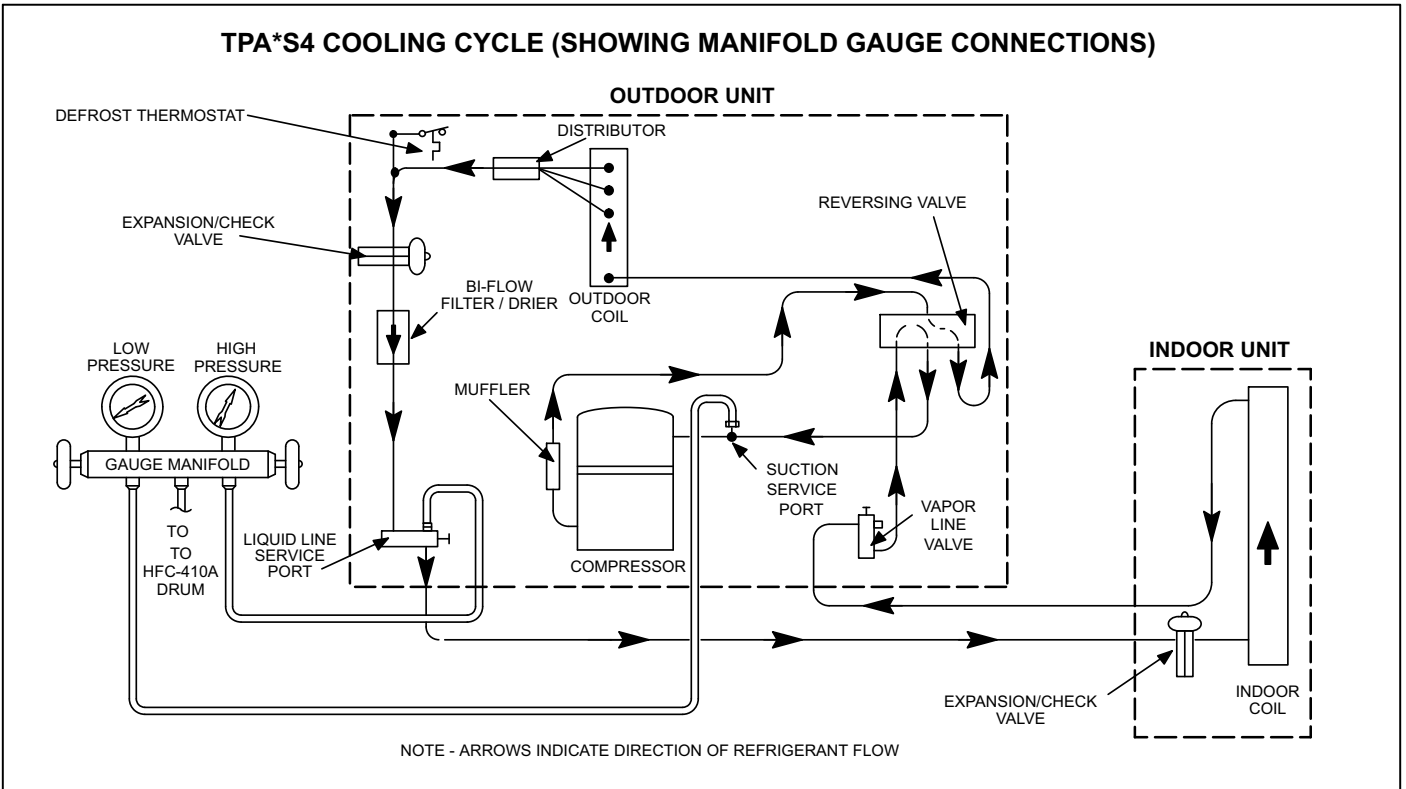 TPA*S4 COOLING CYCLE (SHOWING MANIFOLD GAUGE CONNECTIONS)
OUTDOOR UNIT
DEFROST THERMOSTAT
DISTRIBUTOR
EXPANSION/CHECK
VALVE
REVERSING VALVE
BI-FLOW
FILTER / DRIER
OUTDOOR
COIL
LOW
PRESSURE
HIGH
PRESSURE
INDOOR UNIT
MUFFLER
GAUGE MANIFOLD
SUCTION
SERVICE
PORT
VAPOR
LINE
VALVE
TO
TO
HFC-410A
DRUM
LIQUID LINE
SERVICE
PORT
COMPRESSOR
EXPANSION/CHECK
VALVE
INDOOR
COIL
NOTE - ARROWS INDICATE DIRECTION OF REFRIGERANT FLOW